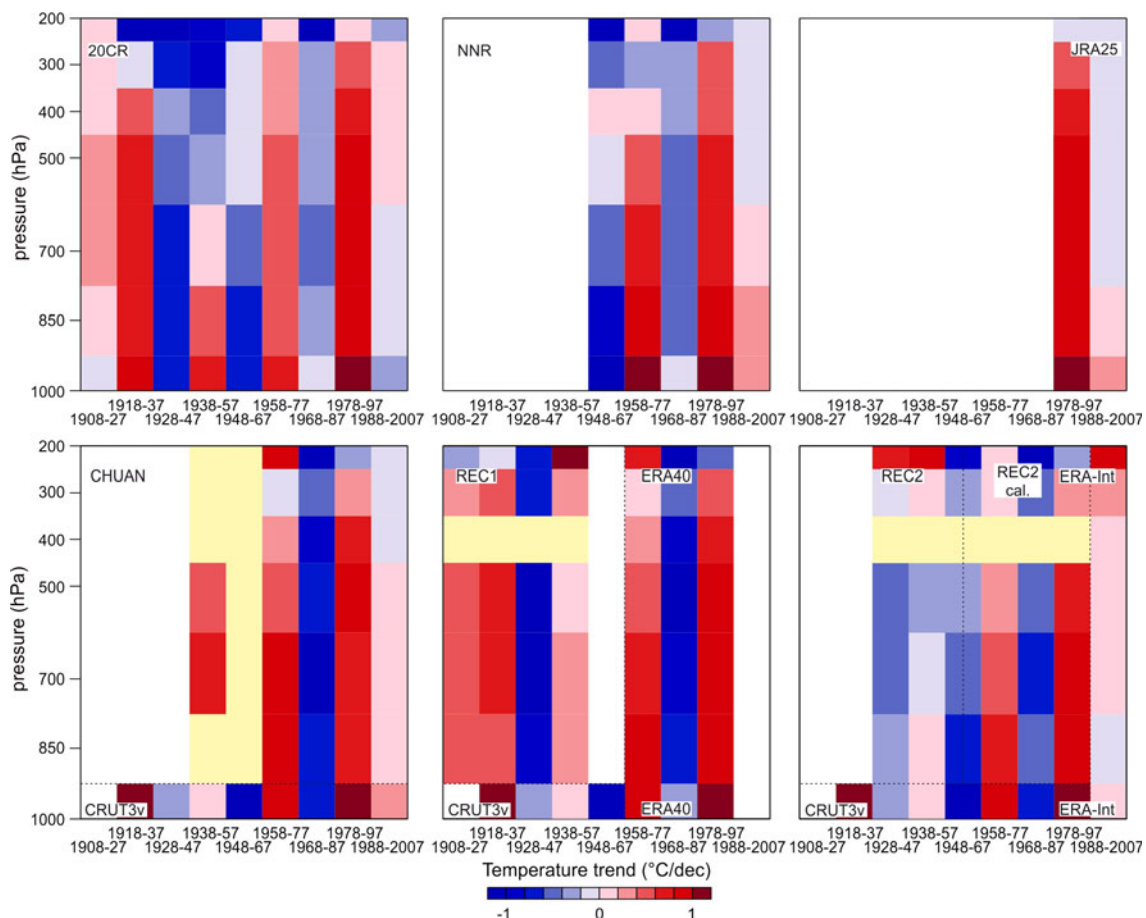 200
20CR
NNR
JRA25
300
400
500
700
850
1000
pressure (hPa)
1918-37 1938-57 1958-77 1978-97
1908-27 1928-47 1948-67 1968-87 1988-2007
1918-37 1938-57 1958-77 1978-97
1908-27 1928-47 1948-67 1968-87 1988-2007
1918-37 1938-57 1958-77 1978-97
1908-27 1928-47 1948-67 1968-87 1988-2007
200
CHUAN
REC1 ERA40
REC2 REC2 cal. ERA-Int
300
400
500
700
850
1000
pressure (hPa)
CRUT3v
CRUT3v ERA40
CRUT3v ERA-Int
1918-37 1938-57 1958-77 1978-97
1908-27 1928-47 1948-67 1968-87 1988-2007
1918-37 1938-57 1958-77 1978-97
1908-27 1928-47 1948-67 1968-87 1988-2007
1918-37 1938-57 1958-77 1978-97
1908-27 1928-47 1948-67 1968-87 1988-2007
Temperature trend (°C/dec)
-1 0 1